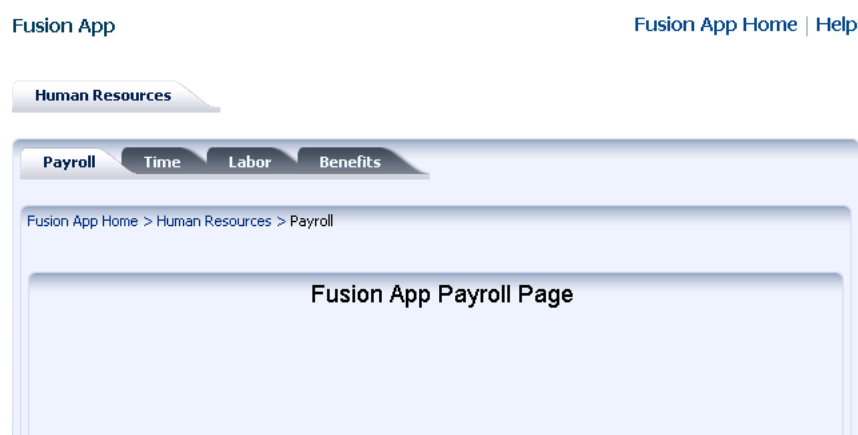 Fusion App
Fusion App Home | Help
Human Resources
Payroll Time Labor Benefits
Fusion App Home > Human Resources > Payroll
Fusion App Payroll Page